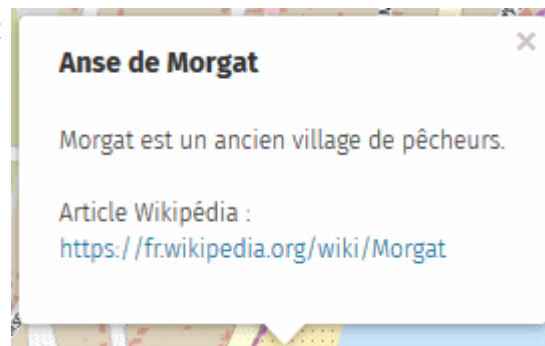 Anse de Morgat
Morgat est un ancien village de pêcheurs.
Article Wikipédia :
https://fr.wikipedia.org/wiki/Morgat